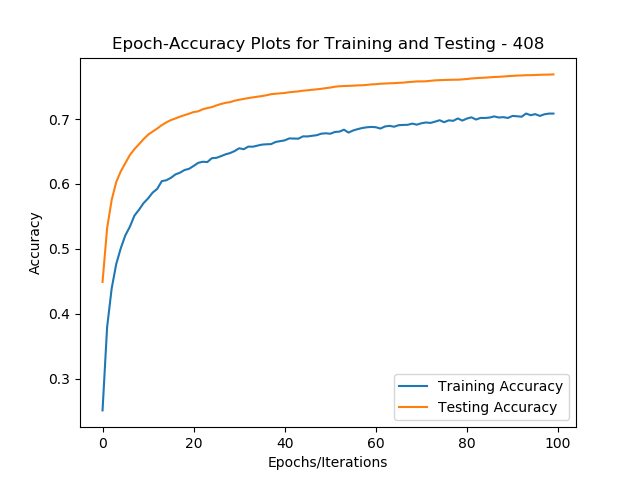 Epoch-Accuracy Plots for Training and Testing - 408
Accuracy
0.7
0.6
0.5
0.4
0.3
Training Accuracy
Testing Accuracy
0 20 40 60 80 100
Epochs/Iterations